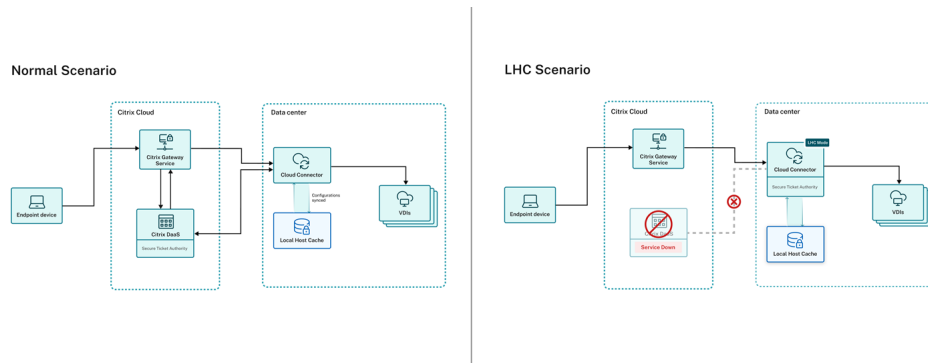 Normal Scenario
Citrix Cloud
Data center
Citrix Gateway
Service
Cloud Connector
Endpoint device
Configurations
synced
VDIs
Citrix DaaS
Secure Ticket Authority
Local Host Cache
LHC Scenario
Citrix Cloud
Data center
LHC Mode
Citrix Gateway
Service
Cloud Connector
Secure Ticket Authority
Endpoint device
VDIs
Service Down
Local Host Cache